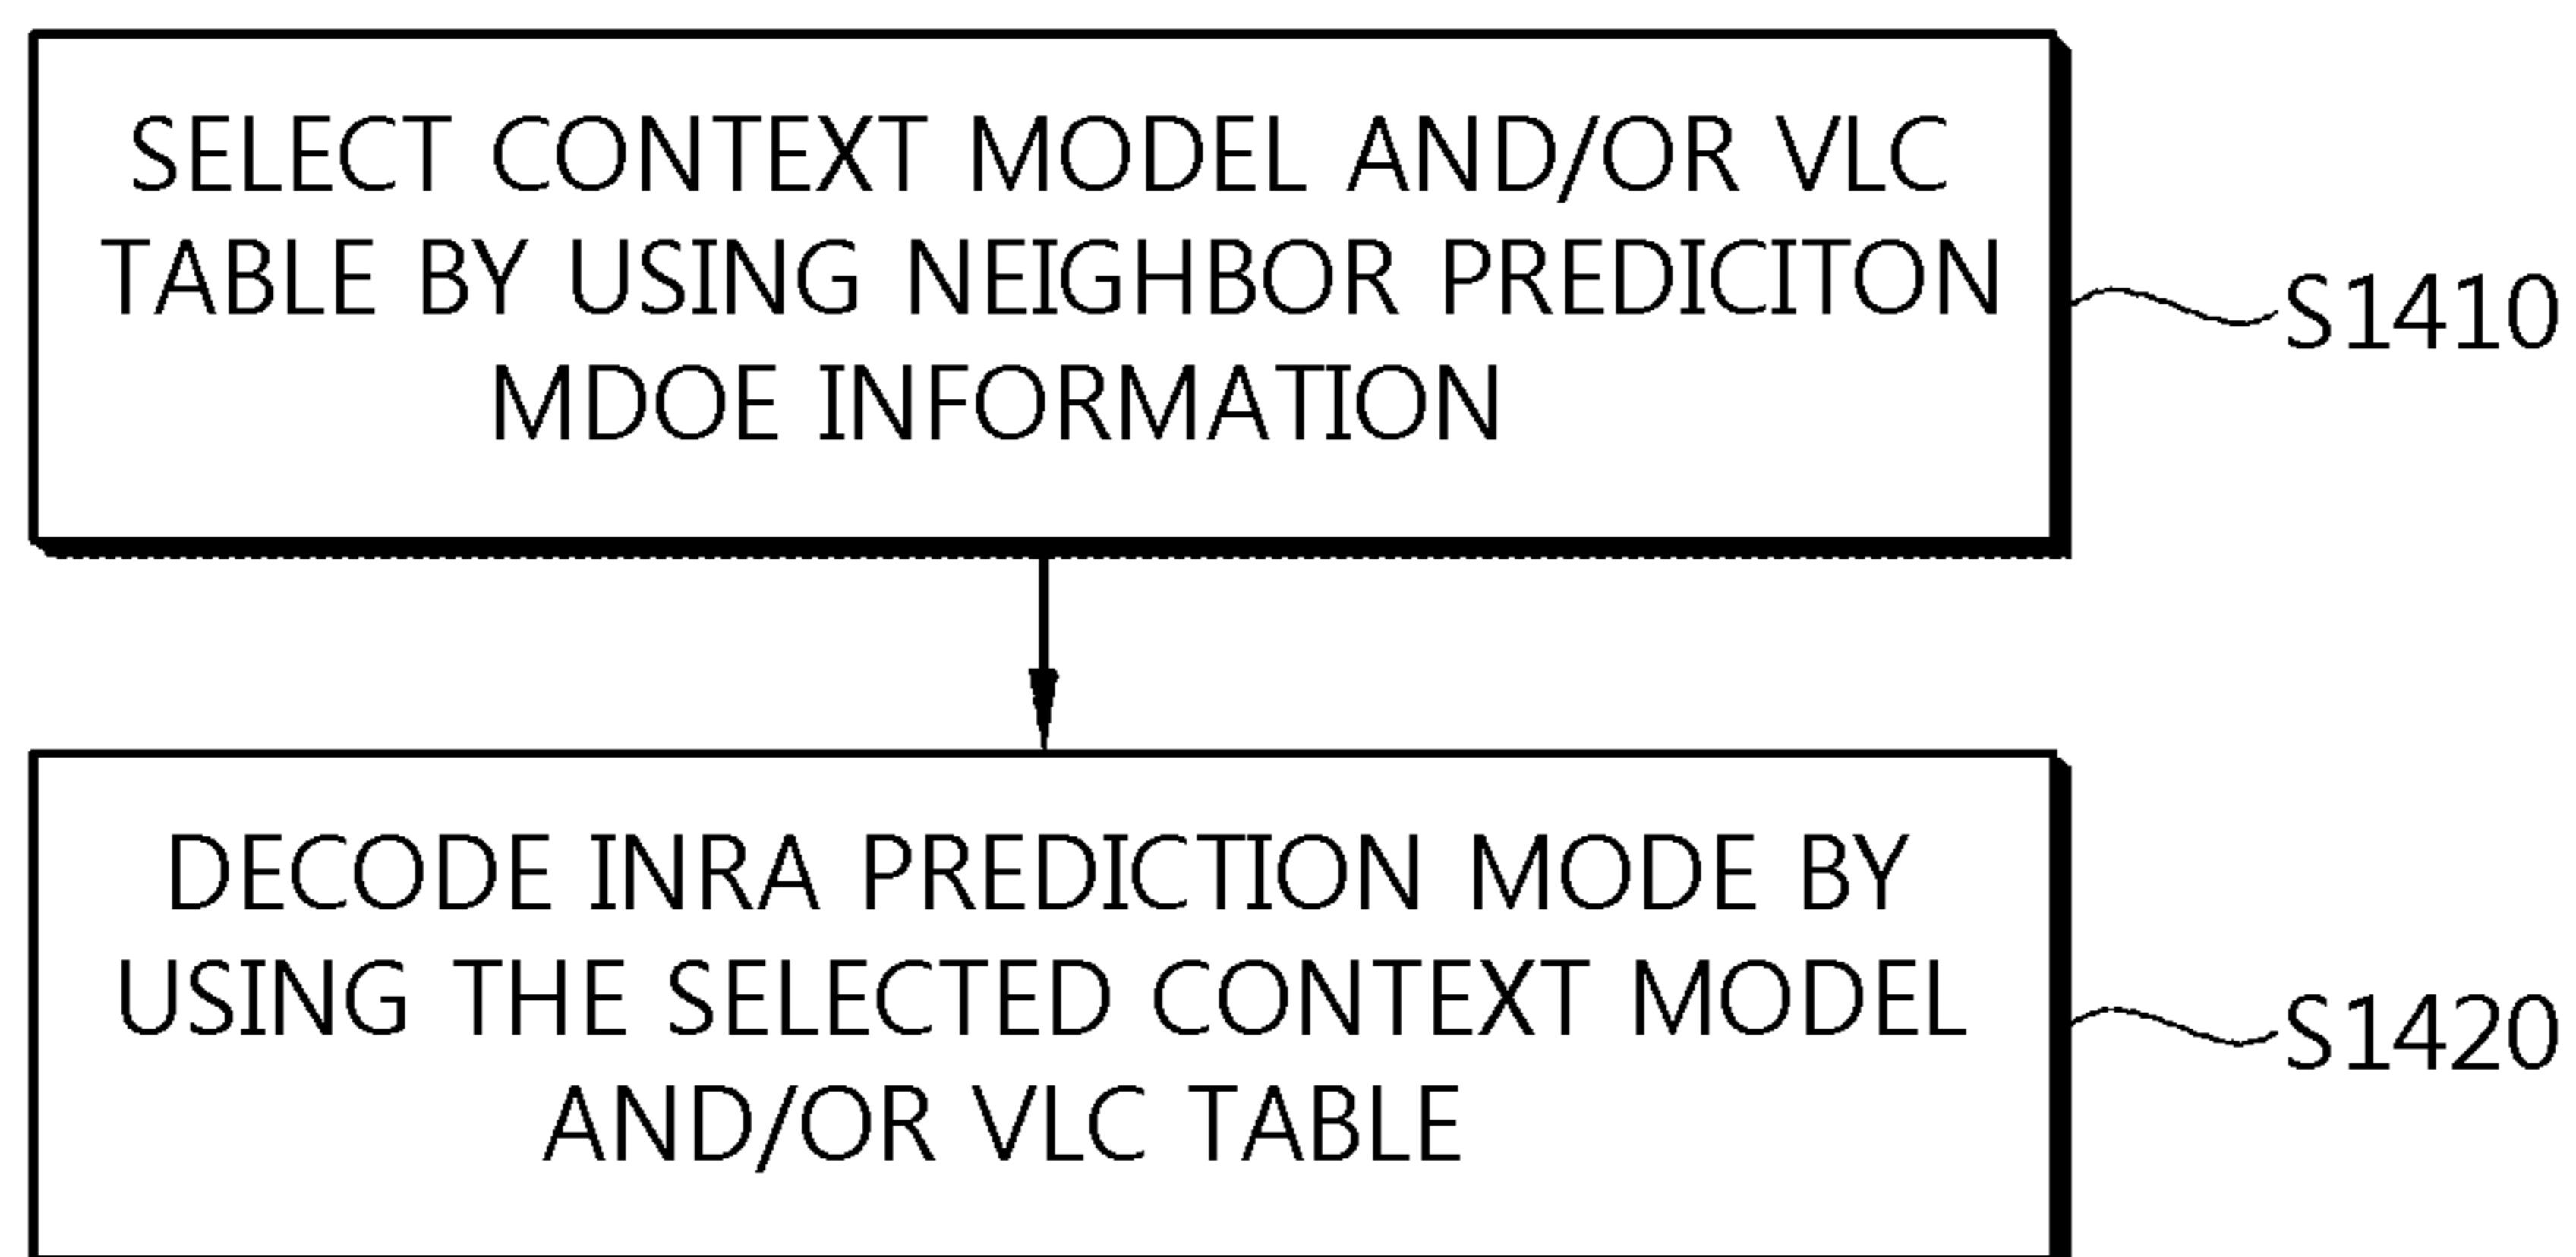 SELECT CONTEXT MODEL AND/OR VLC
TABLE BY USING NEIGHBOR PREDICITON
MDOE INFORMATION
S1410
DECODE INRA PREDICTION MODE BY
USING THE SELECTED CONTEXT MODEL
AND/OR VLC TABLE
S1420